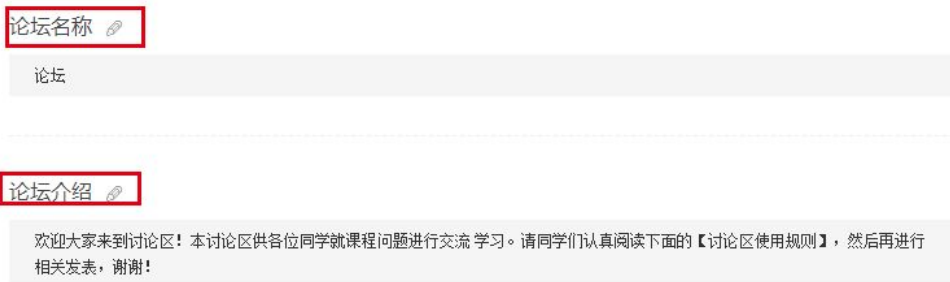 论坛名称
论坛
论坛介绍
欢迎大家来到讨论区！本讨论区供各位同学就课程问题进行交流学习。请同学们认真阅读下面的【讨论区使用规则】，然后再进行
相关发表，谢谢！